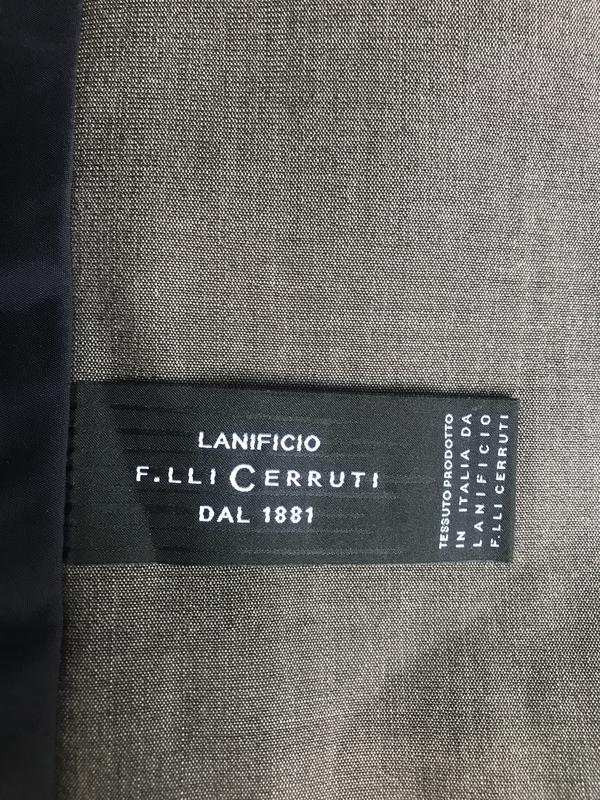 LANIFICIO
F.LLI CERRUTI
DAL 1881
TESSUTO PRODOTTO
IN ITALIA DA
LANIFICIO
F.LLI CERRUTI